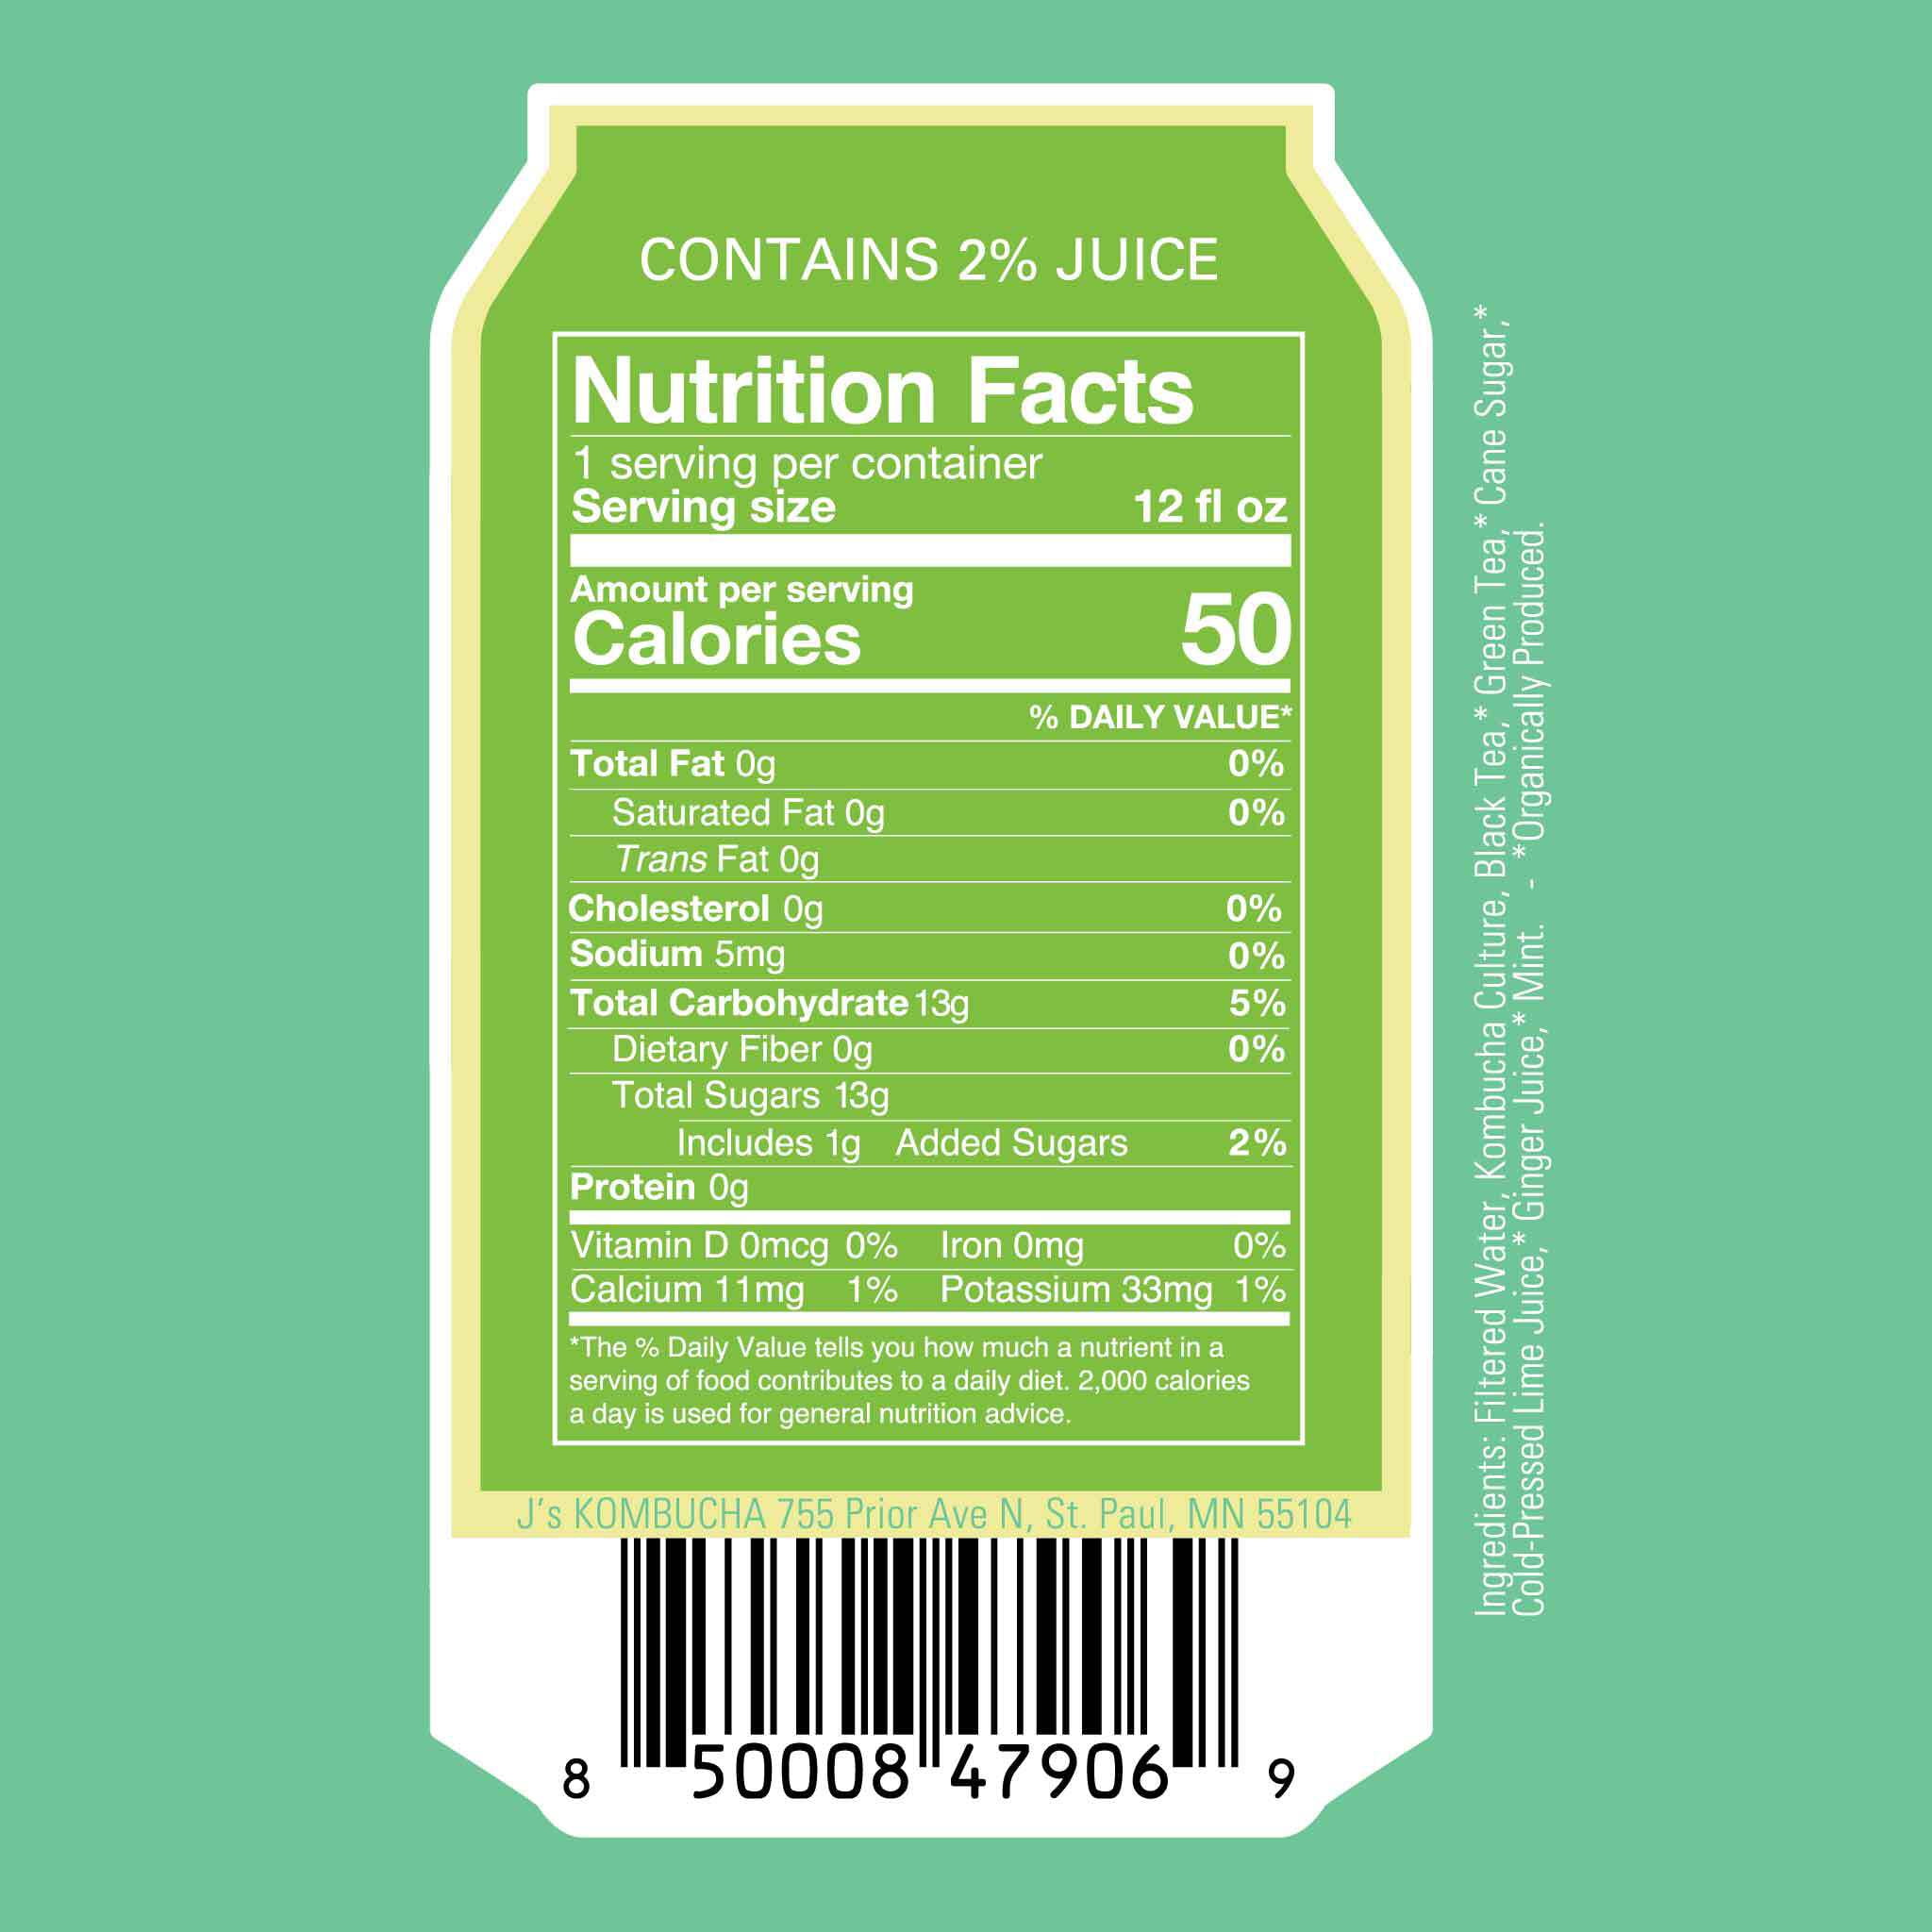 CONTAINS 2% JUICE
Nutrition Facts
1 serving per container
Serving size 12 fl oz
Amount per serving
Calories 50
% DAILY VALUE*
Total Fat 0g 0%
Saturated Fat 0g 0%
Trans Fat 0g
Cholesterol 0g 0%
Sodium 5mg 0%
Total Carbohydrate 13g 5%
Dietary Fiber 0g 0%
Total Sugars 13g
Includes 1g Added Sugars 2%
Protein 0g
Vitamin D 0mcg 0% Iron 0mg 0%
Calcium 11mg 1% Potassium 33mg 1%
*The % Daily Value tells you how much a nutrient in a
serving of food contributes to a daily diet. 2,000 calories
a day is used for general nutrition advice.
J's KOMBUCHA 755 Prior Ave N, St. Paul, MN 55104
8 50008 47906 9
Ingredients: Filtered Water, Kombucha Culture, Black Tea,* Green Tea,* Cane Sugar,*
Cold-Pressed Lime Juice,* Ginger Juice,* Mint. - *Organically Produced.